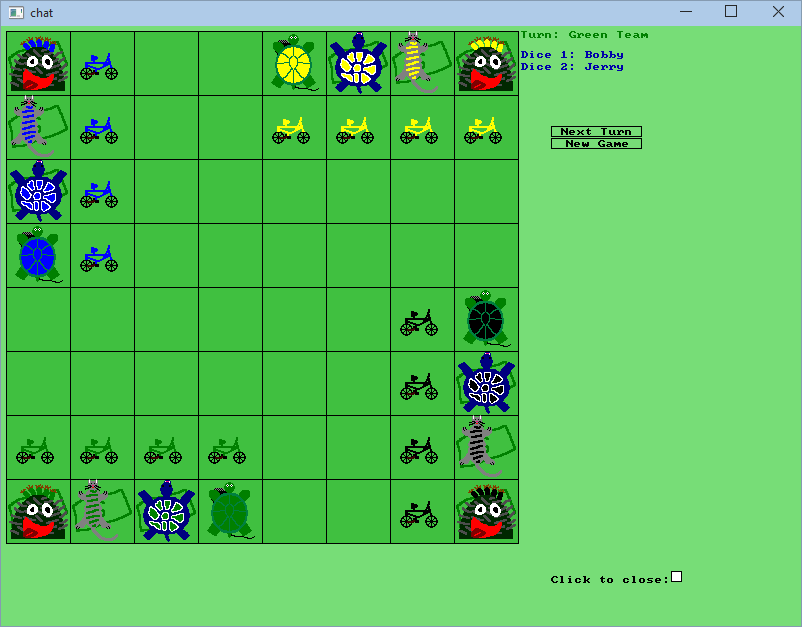 chat
Turn: Green Team
Dice 1: Bobby
Dice 2: Jerry
Next Turn
New Game
Click to close: